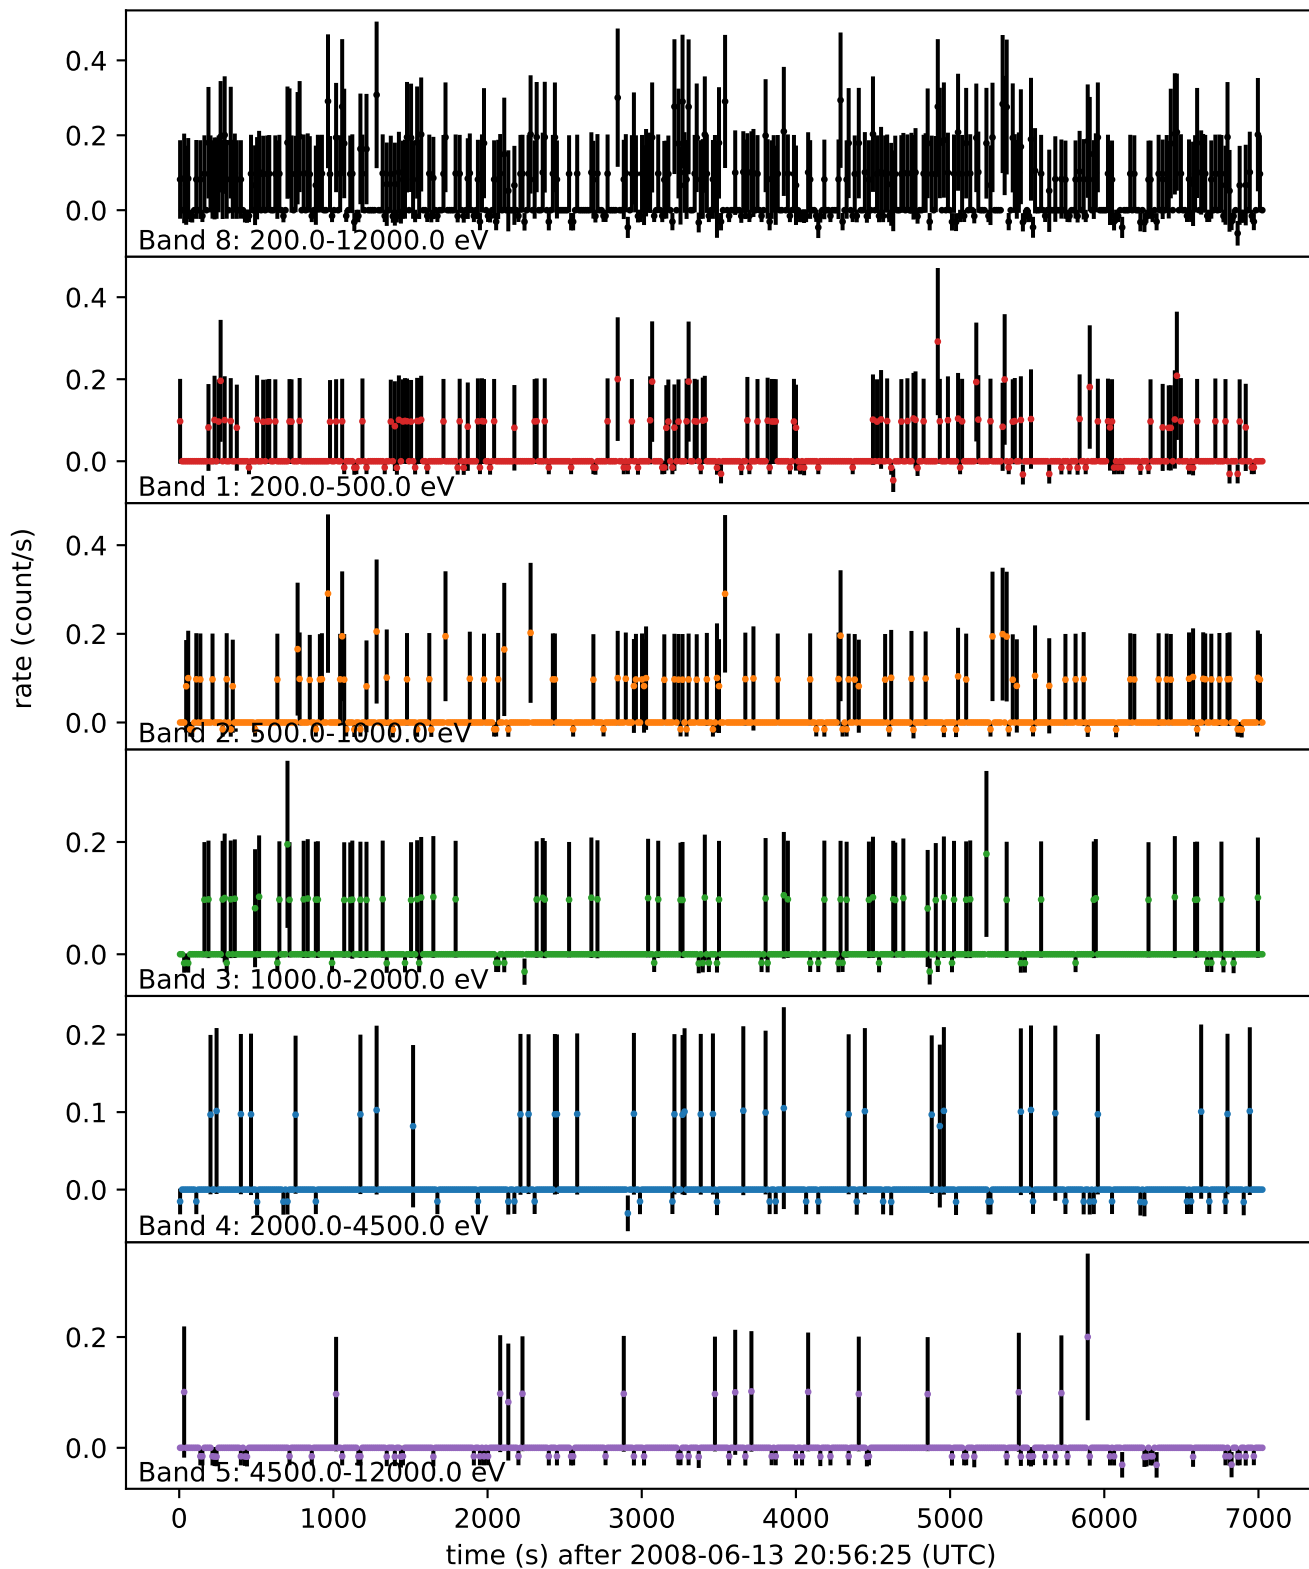 0.4
0.2
0.0
Band 8: 200.0-12000.0 eV
0.4
0.2
0.0
Band 1: 200.0-500.0 eV
0.4
0.2
0.0
Band 2: 500.0-1000.0 eV
rate (count/s)
0.2
0.0
Band 3: 1000.0-2000.0 eV
0.2
0.1
0.0
Band 4: 2000.0-4500.0 eV
0.2
0.0
Band 5: 4500.0-12000.0 eV
0 1000 2000 3000 4000 5000 6000 7000
time (s) after 2008-06-13 20:56:25 (UTC)